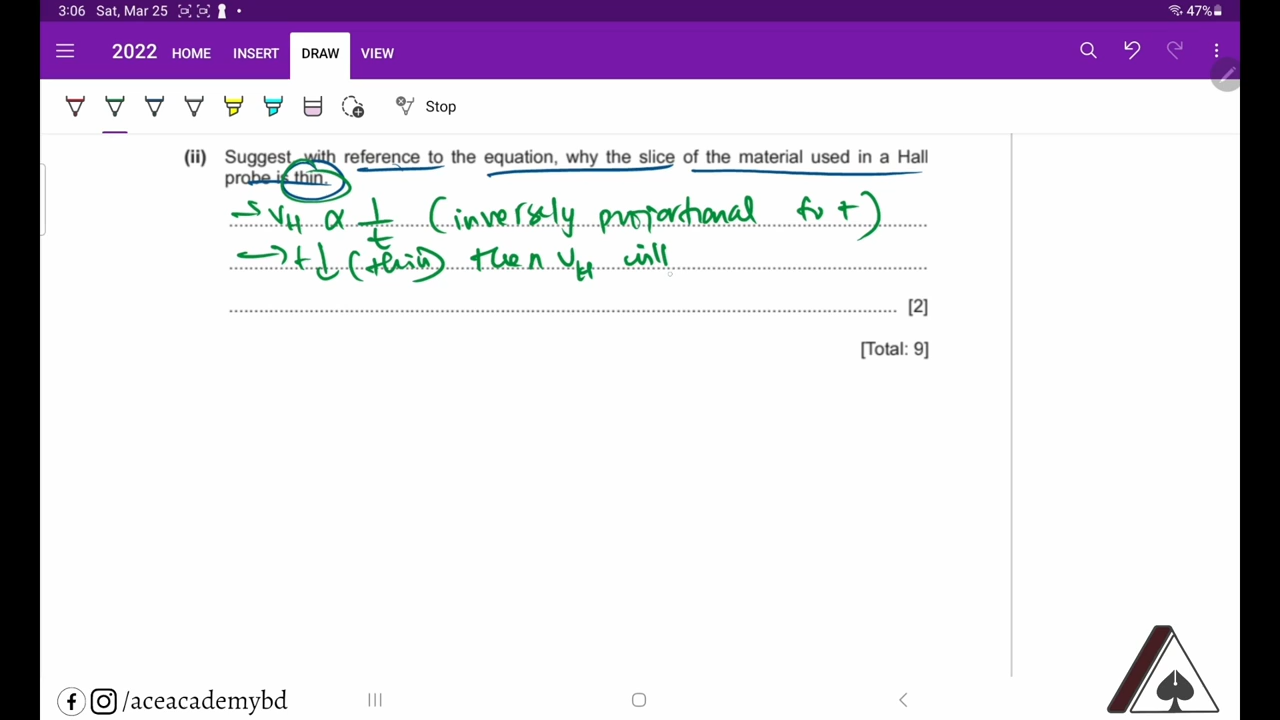 3:06 Sat, Mar 25 47%
2022 HOME INSERT DRAW VIEW
Stop
(ii) Suggest, with reference to the equation, why the slice of the material used in a Hall
probe is thin.
→ VH ∝ 1/t (inversely proportional to t)
→ t↓ (thin) then VH will
[2]
[Total: 9]
/aceacademybd